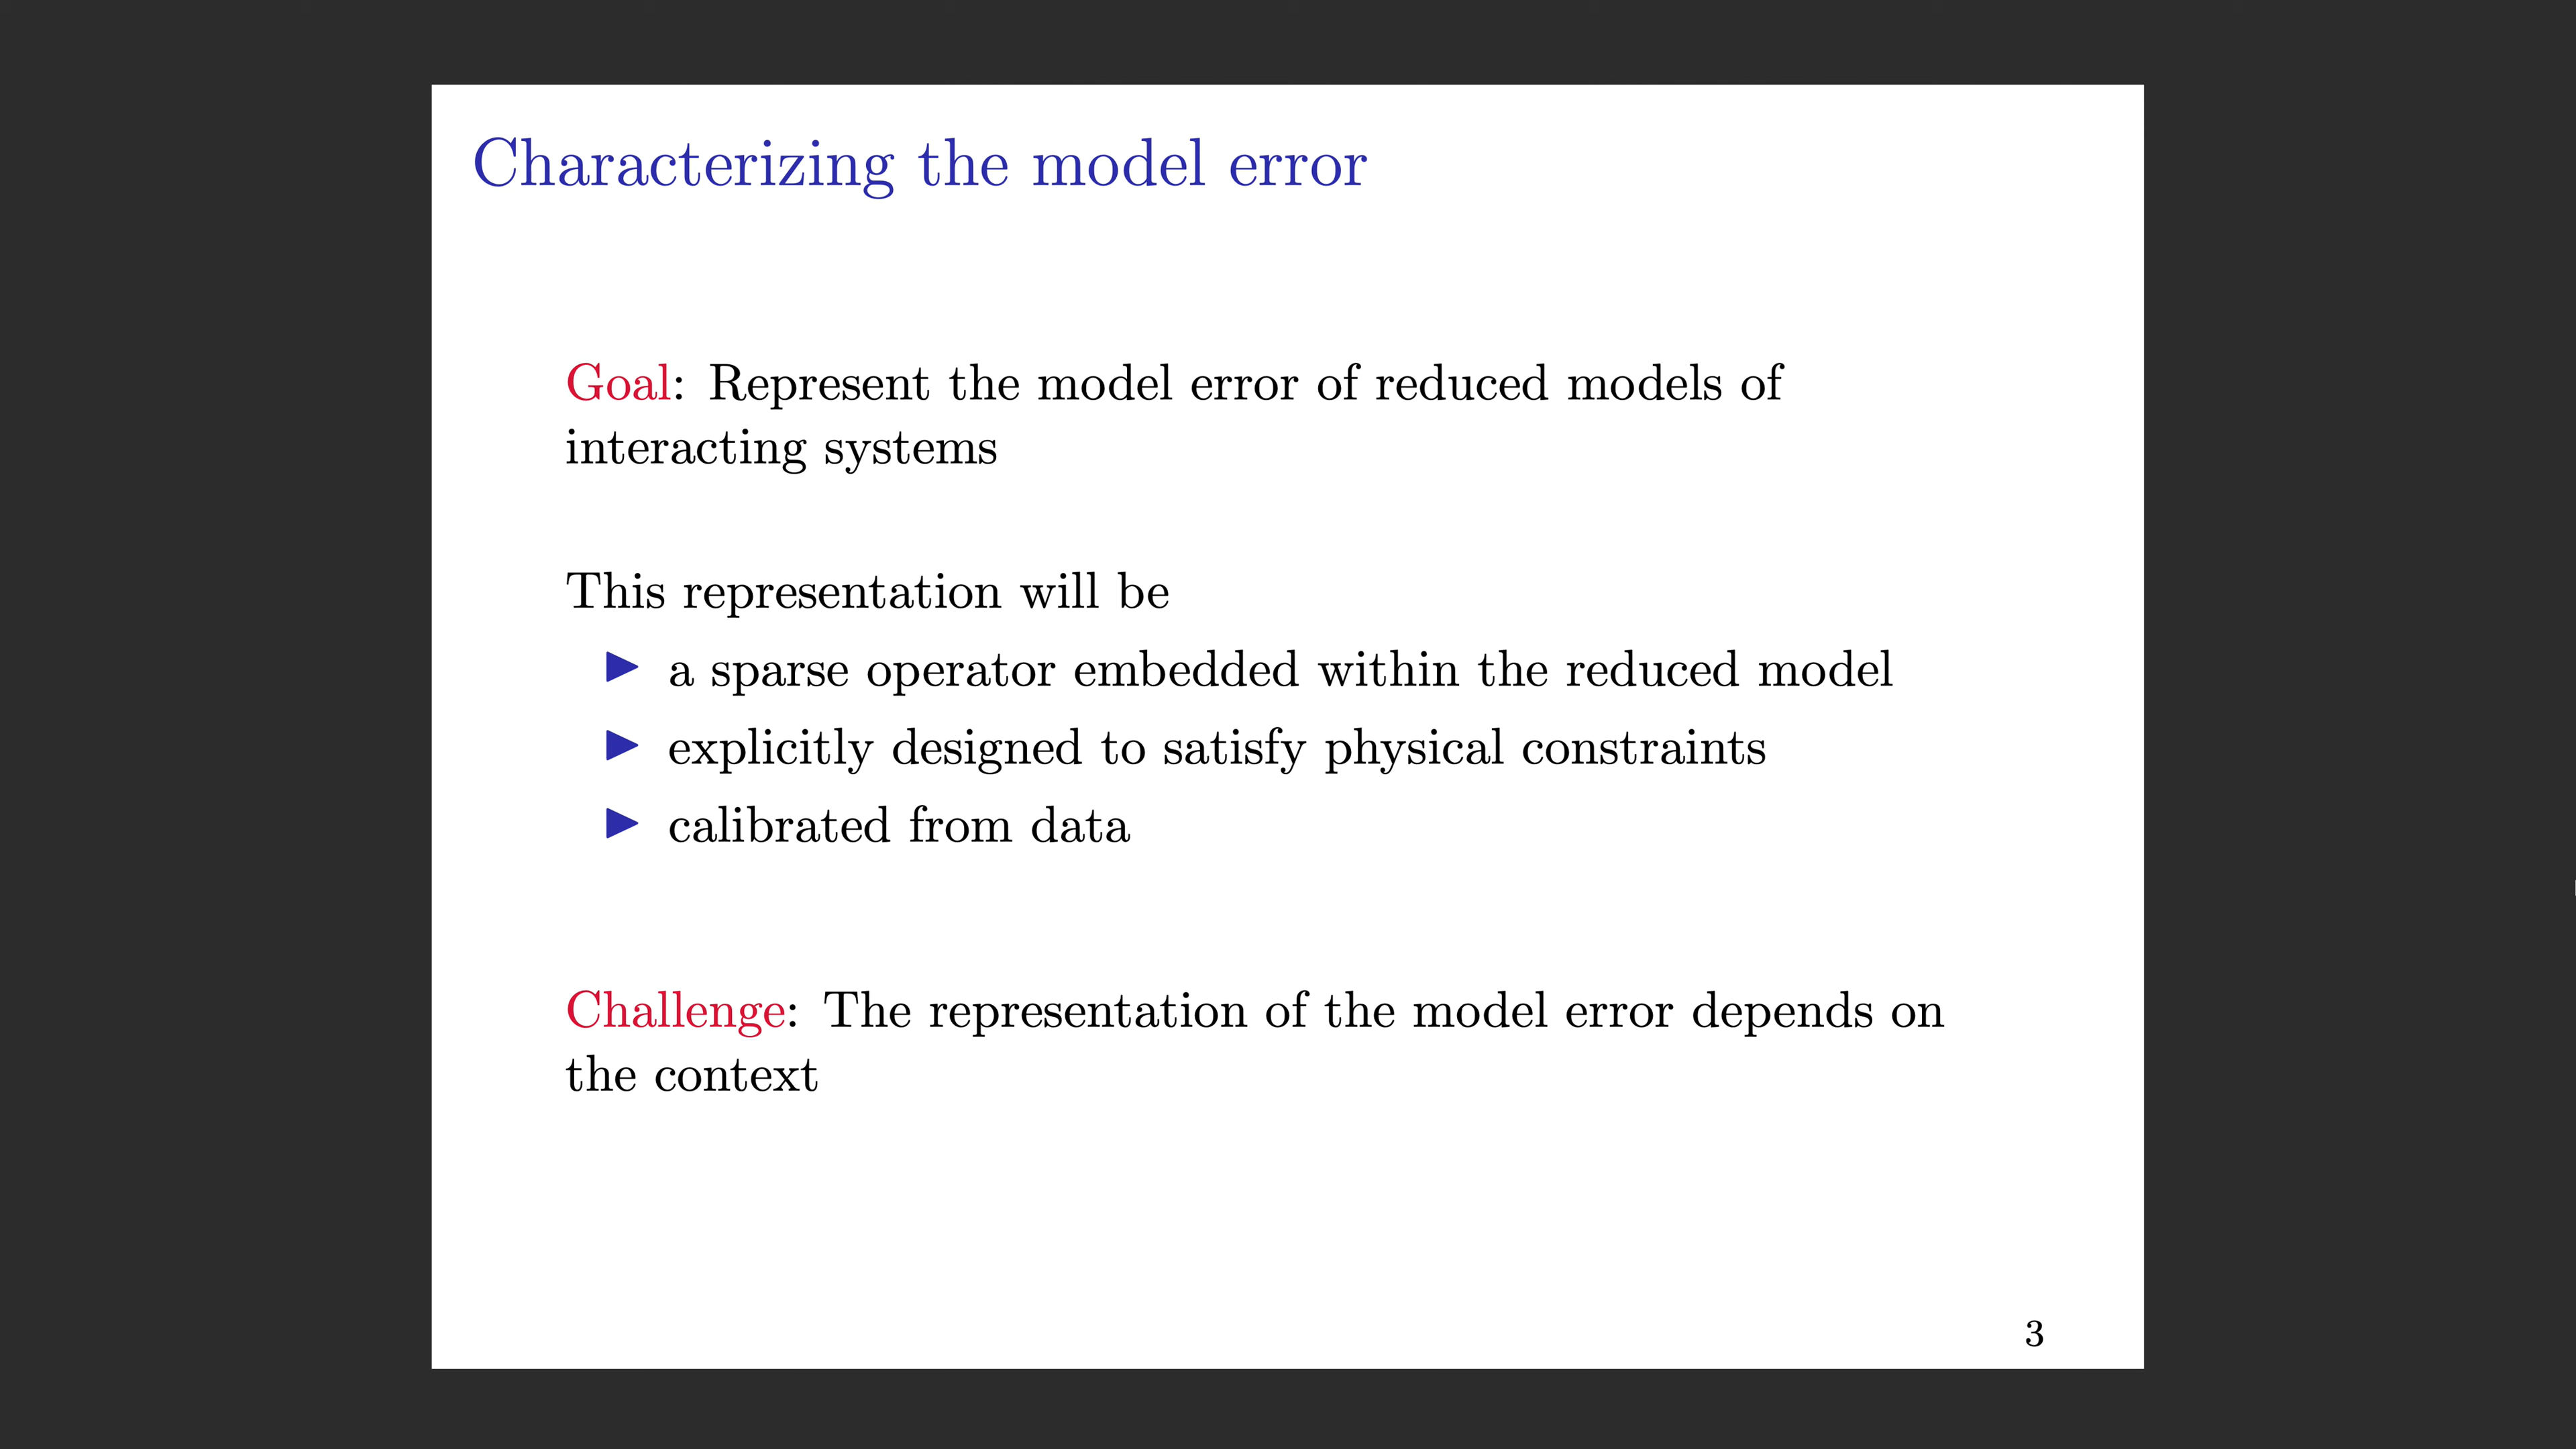 Characterizing the model error
Goal: Represent the model error of reduced models of
interacting systems
This representation will be
▶ a sparse operator embedded within the reduced model
▶ explicitly designed to satisfy physical constraints
▶ calibrated from data
Challenge: The representation of the model error depends on
the context
3